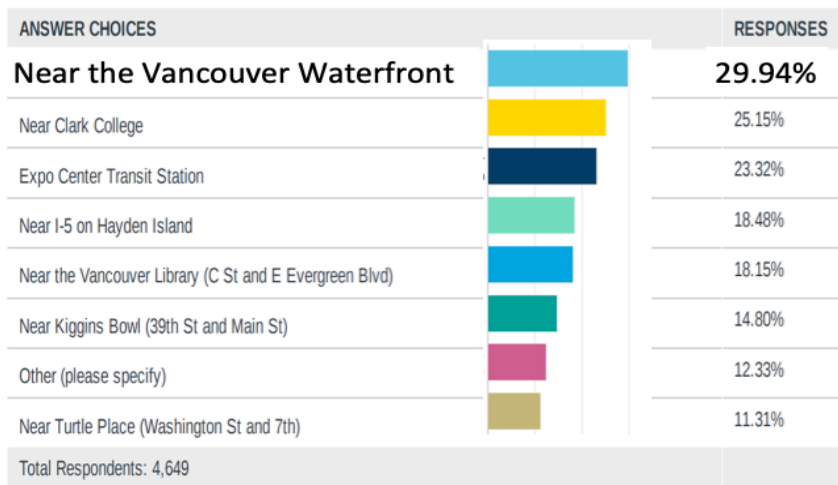 ANSWER CHOICES RESPONSES
Near the Vancouver Waterfront 29.94%
Near Clark College 25.15%
Expo Center Transit Station 23.32%
Near I-5 on Hayden Island 18.48%
Near the Vancouver Library (C St and E Evergreen Blvd) 18.15%
Near Kiggins Bowl (39th St and Main St) 14.80%
Other (please specify) 12.33%
Near Turtle Place (Washington St and 7th) 11.31%
Total Respondents: 4,649